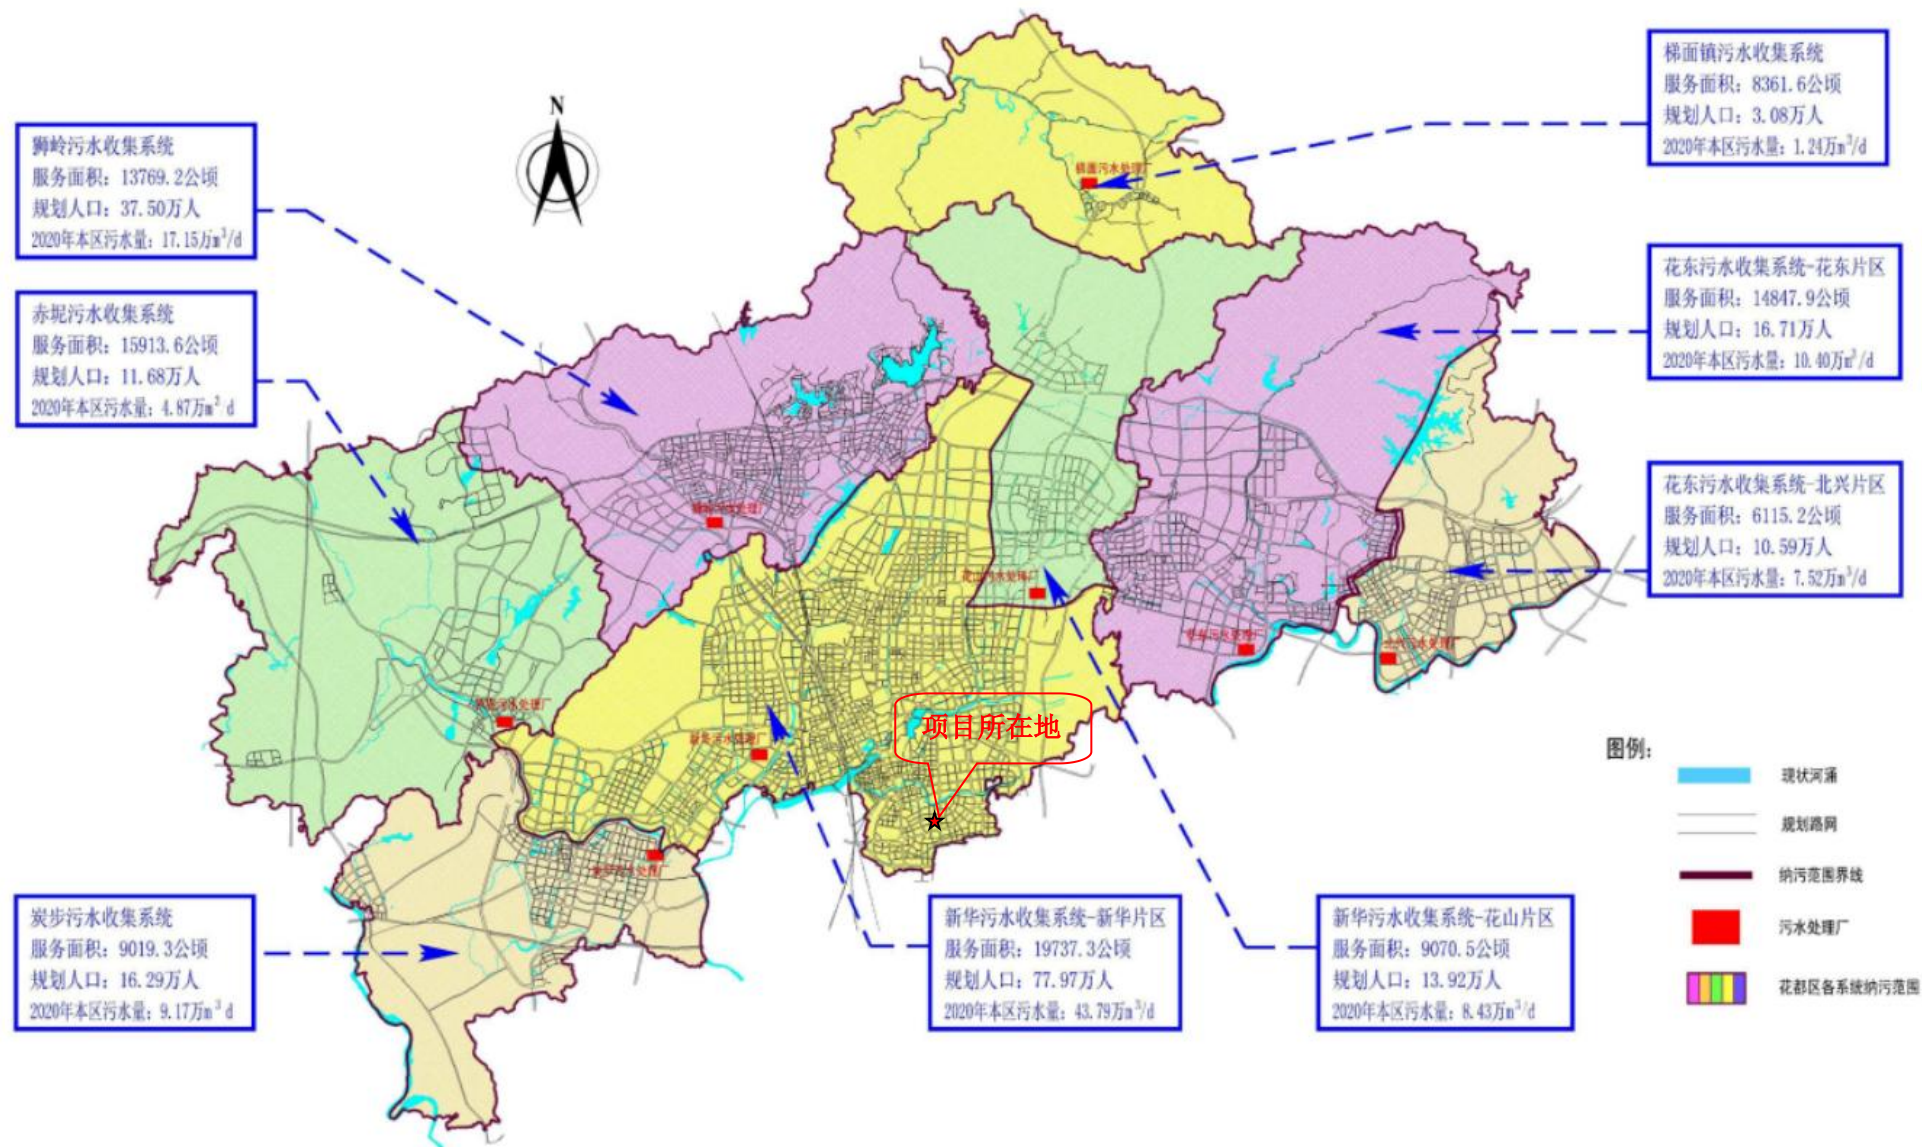 N
梯面镇污水收集系统
服务面积：8361.6公顷
规划人口：3.08万人
2020年本区污水量：1.24万m³/d
狮岭污水收集系统
服务面积：13769.2公顷
规划人口：37.50万人
2020年本区污水量：17.15万m³/d
赤坭污水收集系统
服务面积：15913.6公顷
规划人口：11.68万人
2020年本区污水量：4.87万m² d
花东污水收集系统-花东片区
服务面积：14847.9公顷
规划人口：16.71万人
2020年本区污水量：10.40万m³/d
花东污水收集系统-北兴片区
服务面积：6115.2公顷
规划人口：10.59万人
2020年本区污水量：7.52万m³/d
梯面污水处理厂
项目所在地
炭步污水收集系统
服务面积：9019.3公顷
规划人口：16.29万人
2020年本区污水量：9.17万m³ d
新华污水收集系统-新华片区
服务面积：19737.3公顷
规划人口：77.97万人
2020年本区污水量：43.79万m³/d
新华污水收集系统-花山片区
服务面积：9070.5公顷
规划人口：13.92万人
2020年本区污水量：8.43万m³/d
图例：
现状河涌
规划路网
纳污范围界线
污水处理厂
花都区各系统纳污范围